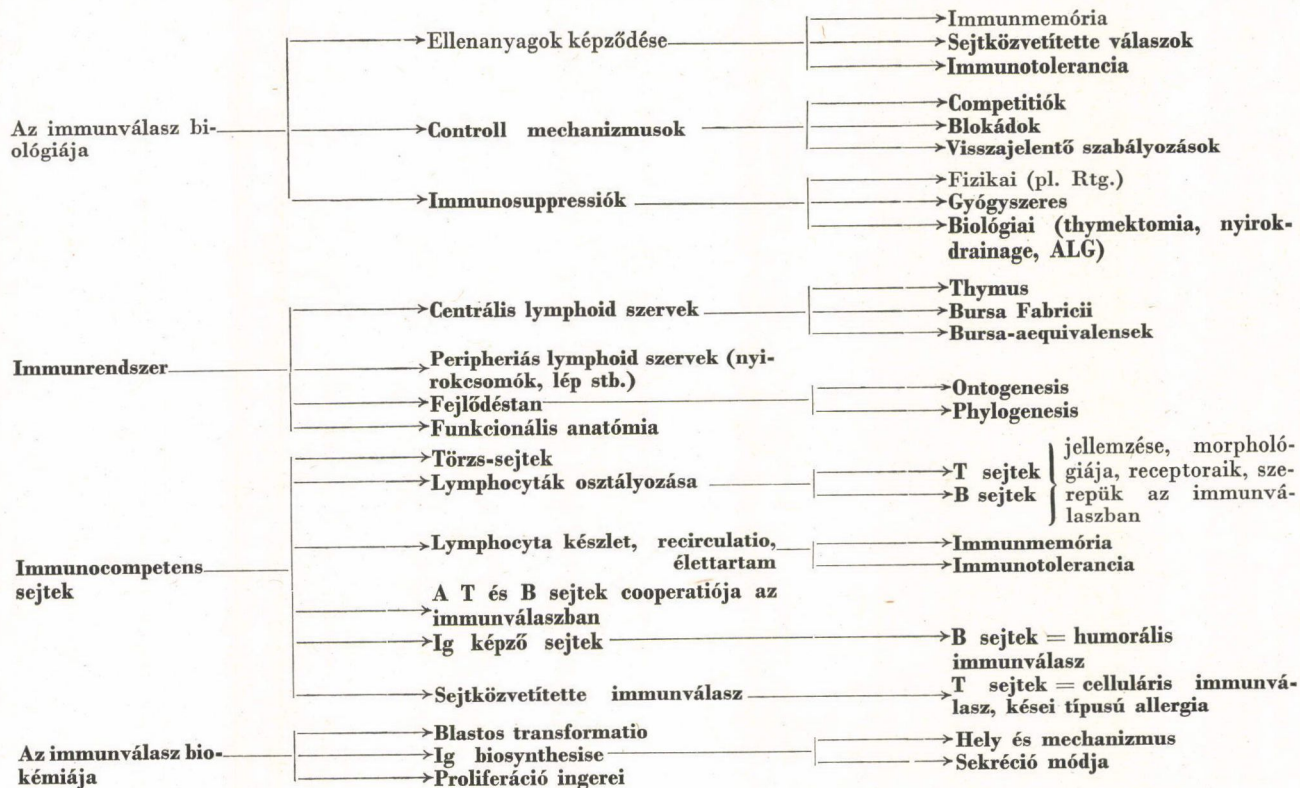 Az immunválasz bi-
ológiája
Ellenanyagok képződése
Immunmemória
Sejtközvetítette válaszok
Immunotolerancia
Controll mechanizmusok
Competitiók
Blokádok
Visszajelentő szabályozások
Immunosuppressiók
Fizikai (pl. Rtg.)
Gyógyszeres
Biológiai (thymektomia, nyirok-
drainage, ALG)
Immunrendszer
Centrális lymphoid szervek
Thymus
Bursa Fabricii
Bursa-aequivalensek
Peripheriás lymphoid szervek (nyi-
rokcsomók, lép stb.)
Fejlődéstan
Ontogenesis
Phylogenesis
Funkcionális anatómia
Immunocompetens
sejtek
Törzs-sejtek
Lymphocyták osztályozása
T sejtek
B sejtek
jellemzése, morpholó-
giája, receptoraik, sze-
repük az immunvá-
laszban
Lymphocyta készlet, recirculatio,
élettartam
Immunmemória
Immunotolerancia
A T és B sejtek cooperatiója az
immunválaszban
Ig képző sejtek
B sejtek = humorális
immunválasz
Sejtközvetítette immunválasz
T sejtek = celluláris immunvá-
lasz, kései típusú allergia
Az immunválasz bio-
kémiája
Blastos transformatio
Ig biosynthesise
Hely és mechanizmus
Sekréció módja
Proliferáció ingerei